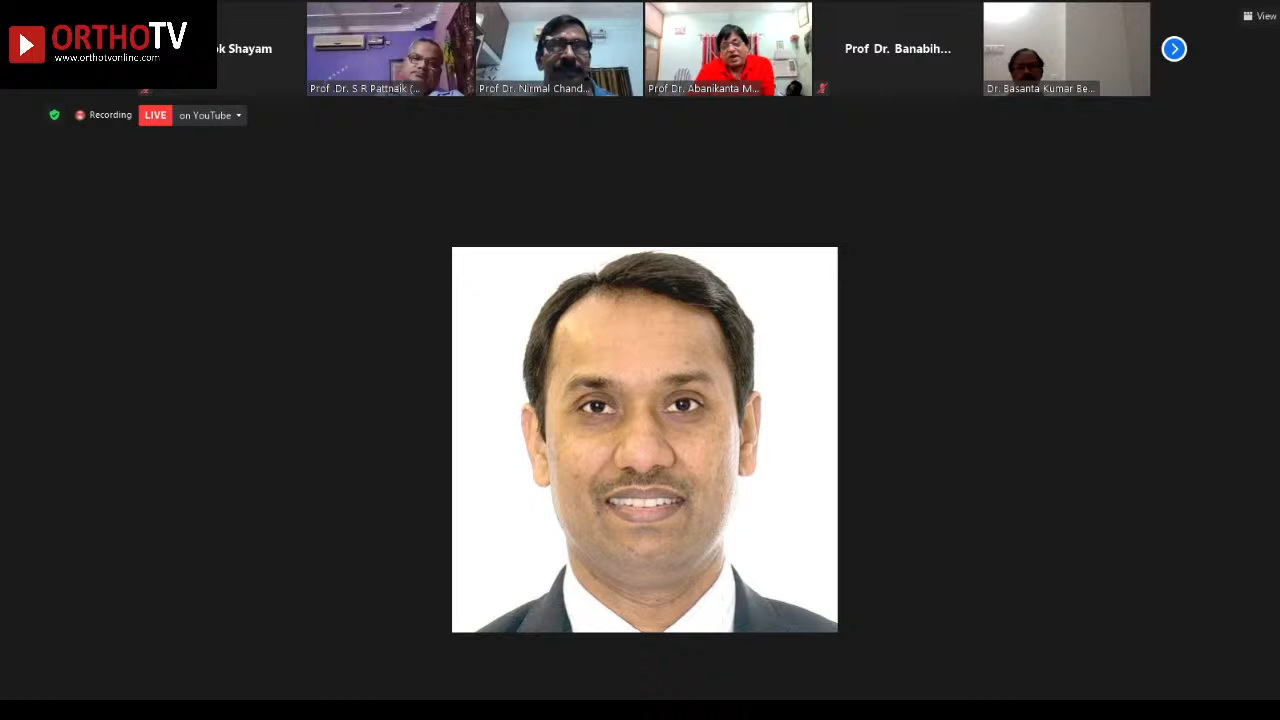 ORTHOTV
www.orthotvonline.com
ok Shayam
Prof .Dr. S R Pattnaik (...
Prof Dr. Nirmal Chand...
Prof Dr. Abanikanta M...
Prof Dr. Banabih...
Dr. Basanta Kumar Be...
View
Recording
LIVE on YouTube